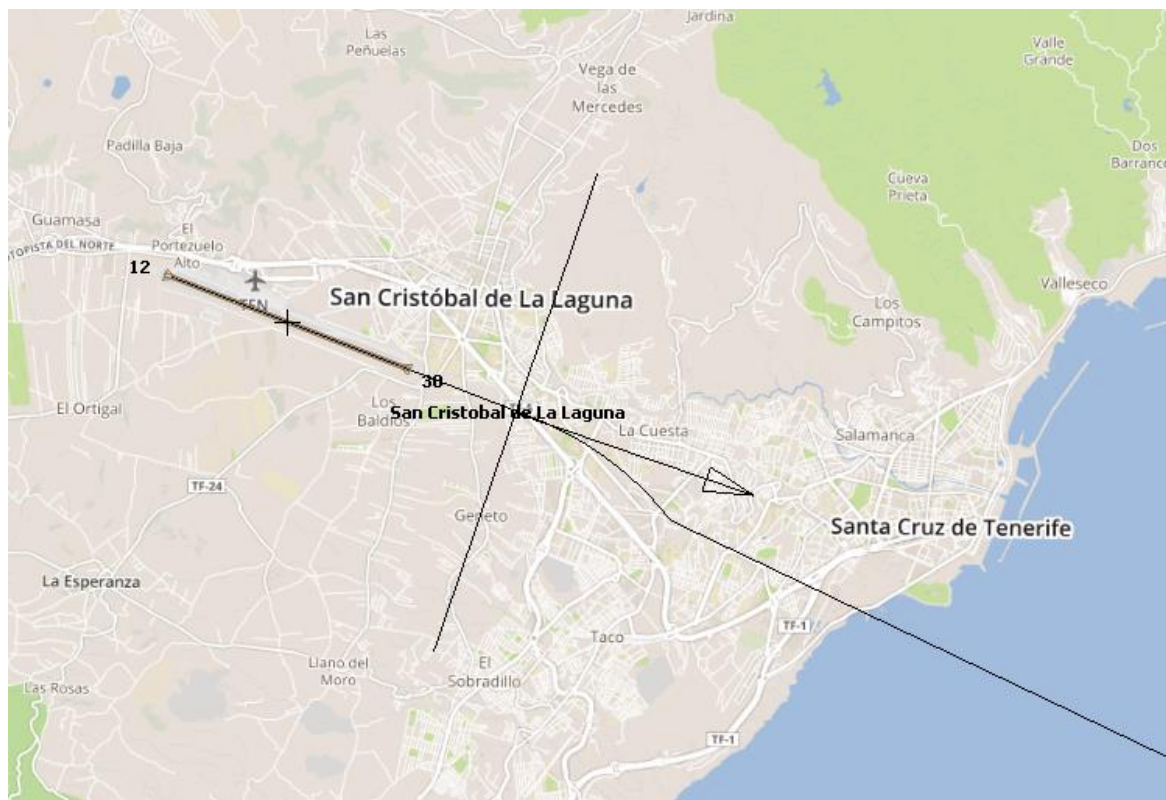 Jardina
Las
Peñuelas
Valle
Grande
Vega de
las
Mercedes
Padilla Baja
Dos
Barranco
Cueva
Prieta
Guamasa
El
Portezuelo
Alto
TOPISTA DEL NORTE
12
TFN
San Cristóbal de La Laguna
Valleseco
Los
Campitos
30
El Ortigal
Los
Baldíos
San Cristobal de La Laguna
La Cuesta
Salamanca
TF-24
Geneto
Santa Cruz de Tenerife
La Esperanza
Taco
TF-1
Llano del
Moro
El
Sobradillo
Las Rosas
TF-1